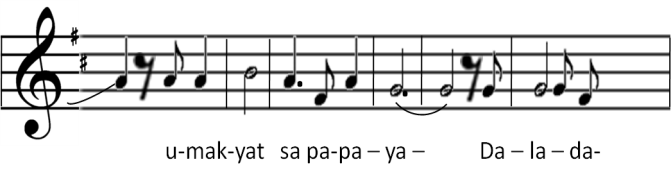 u-mak-yat sa pa-pa – ya – Da – la – da-